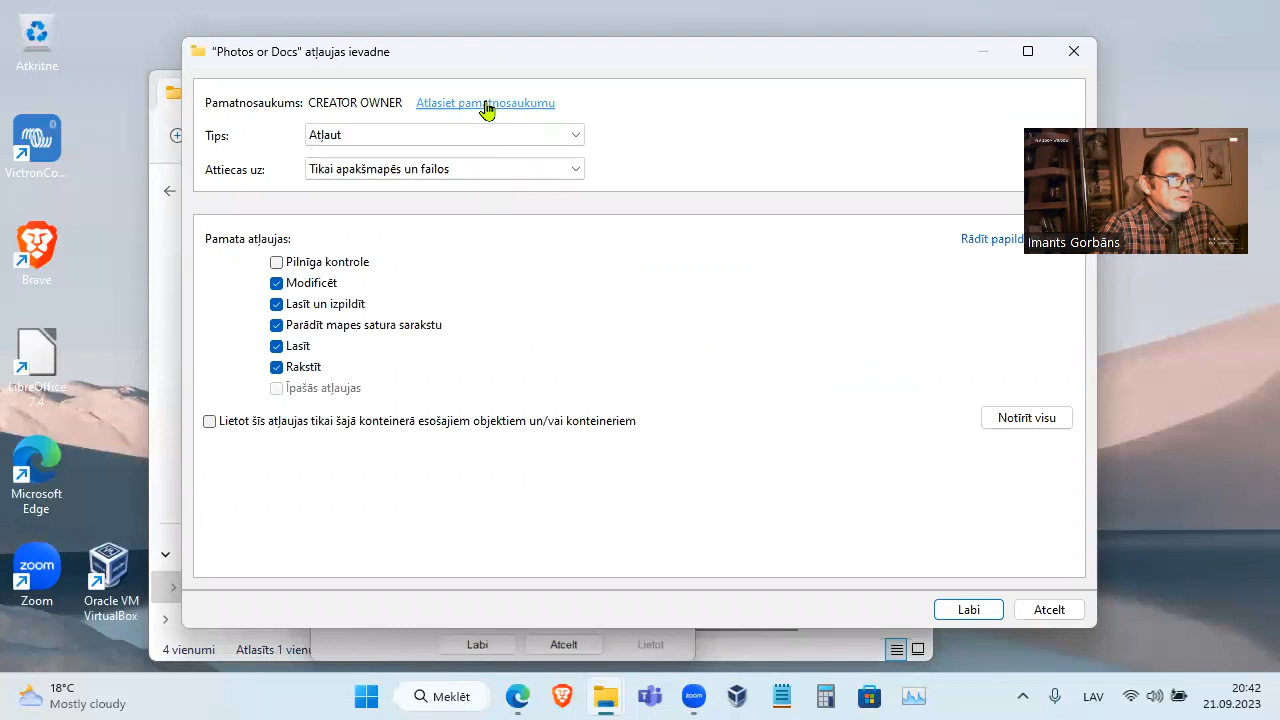 Atkritne
VictronCo...
Brave
LibreOffice
7.4
Microsoft
Edge
Zoom
Oracle VM
VirtualBox
"Photos or Docs" atļaujas ievadne
Pamatnosaukums: CREATOR OWNER Atlasiet pamatnosaukumu
Tips: Atļaut
Attiecas uz: Tikai apakšmapēs un failos
Imants Gorbāns
Pamata atļaujas: Rādīt papild
Pilnīga kontrole
Modificēt
Lasīt un izpildīt
Parādīt mapes satura sarakstu
Lasīt
Rakstīt
Īpašās atļaujas
Lietot šīs atļaujas tikai šajā konteinerā esošajiem objektiem un/vai konteineriem
Notīrīt visu
Labi Atcelt
Labi Atcelt Lietot
4 vienumi Atlasīts 1 vienu
18°C
Mostly cloudy
Meklēt
zoom
LAV
20:42
21.09.2023